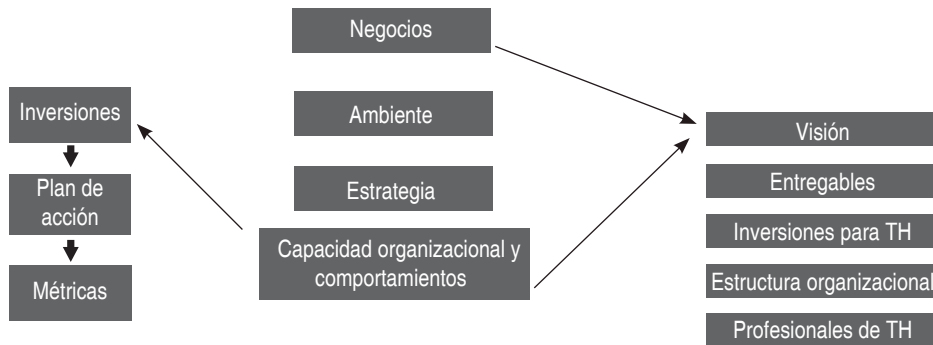 Negocios
Ambiente
Estrategia
Capacidad organizacional y
comportamientos
Inversiones
Plan de
acción
Métricas
Visión
Entregables
Inversiones para TH
Estructura organizacional
Profesionales de TH